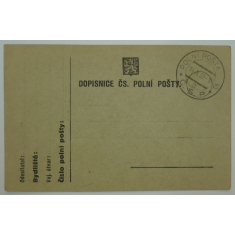 DOPISNICE ČS. POLNÍ POŠTY.
Odesílatel:
Bydliště:
Voj. útvar:
Číslo polní pošty: